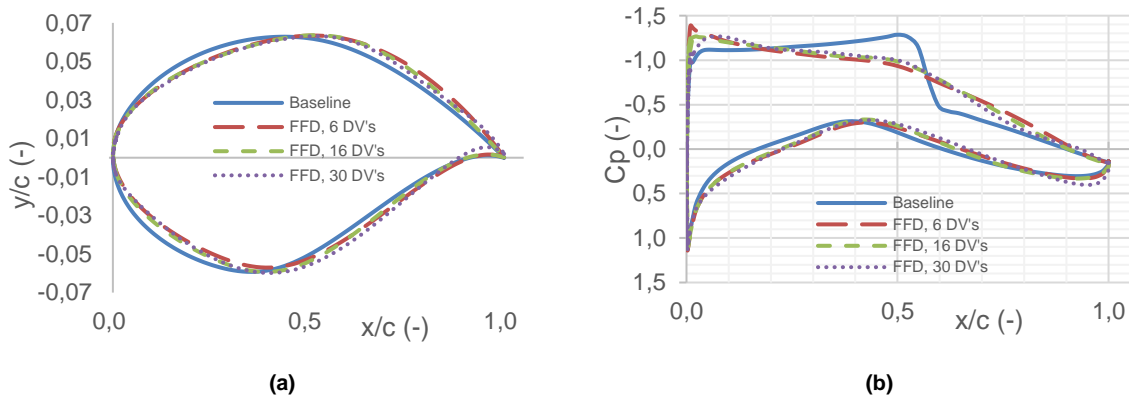 0,07
0,05
0,03
0,01
-0,01
-0,03
-0,05
-0,07
y/c (-)
Baseline
FFD, 6 DV's
FFD, 16 DV's
FFD, 30 DV's
0,0
0,5
1,0
x/c (-)
(a)
-1,5
-1,0
-0,5
0,0
0,5
1,0
1,5
Cp (-)
Baseline
FFD, 6 DV's
FFD, 16 DV's
FFD, 30 DV's
0,0
0,5
1,0
x/c (-)
(b)